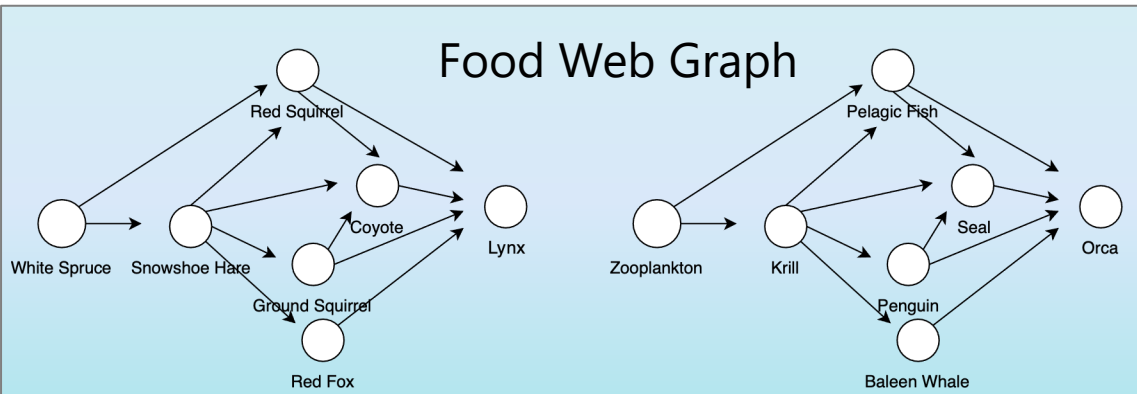 Food Web Graph
Red Squirrel
Coyote
Lynx
White Spruce
Snowshoe Hare
Ground Squirrel
Red Fox
Pelagic Fish
Seal
Orca
Zooplankton
Krill
Penguin
Baleen Whale